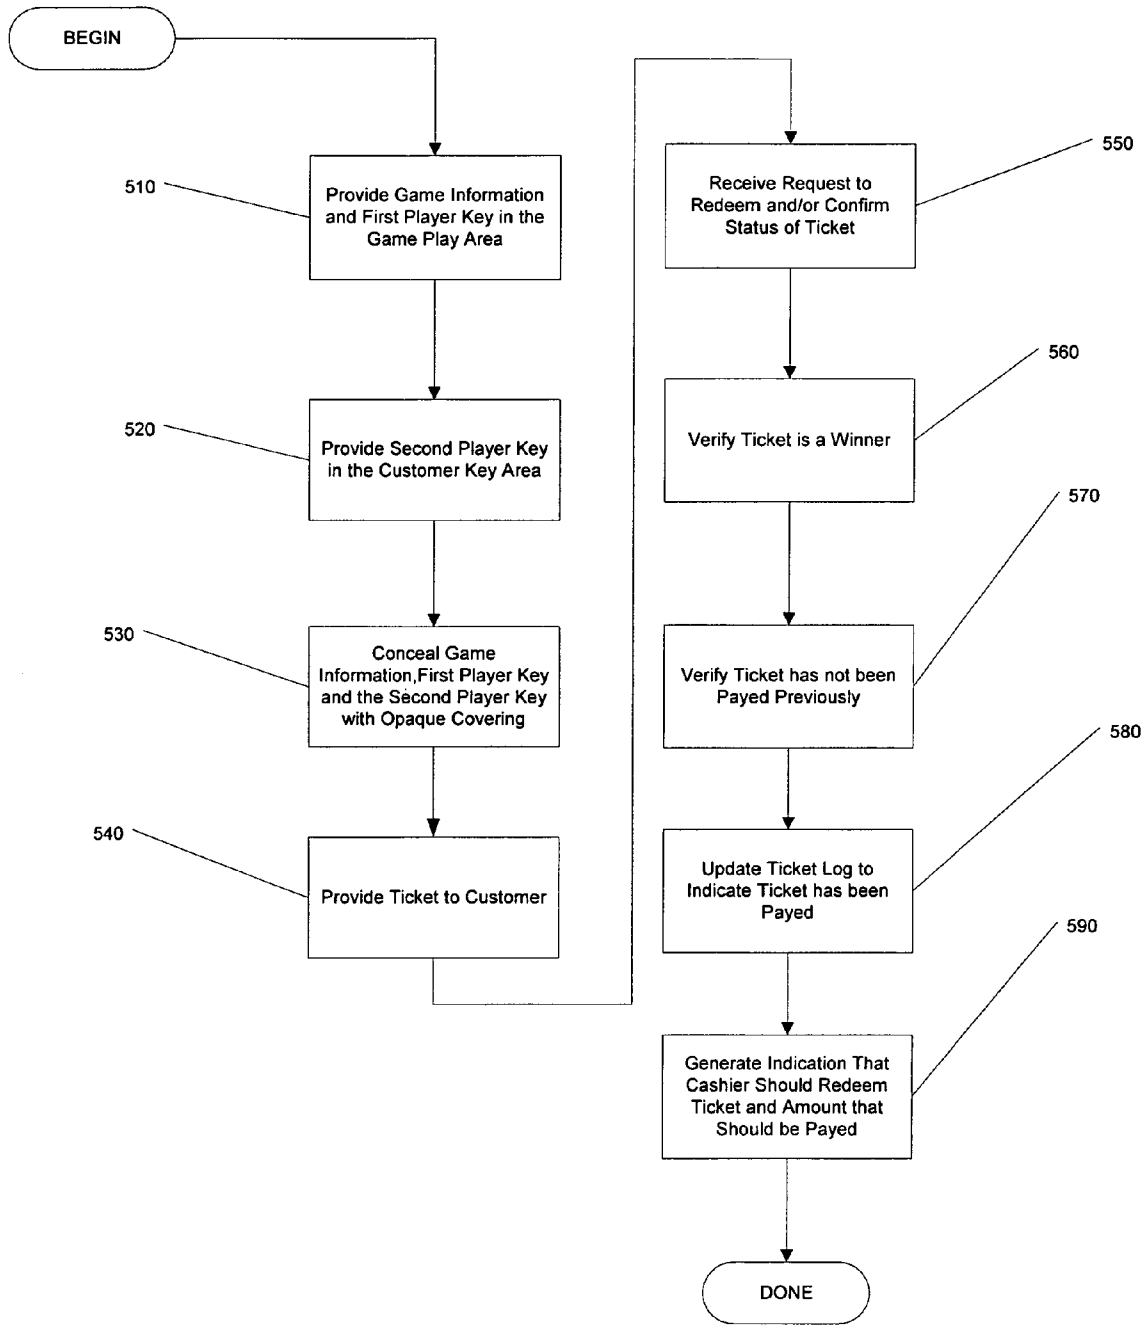 BEGIN
510
Provide Game Information
and First Player Key in the
Game Play Area
520
Provide Second Player Key
in the Customer Key Area
530
Conceal Game
Information,First Player Key
and the Second Player Key
with Opaque Covering
540
Provide Ticket to Customer
550
Receive Request to
Redeem and/or Confirm
Status of Ticket
560
Verify Ticket is a Winner
570
Verify Ticket has not been
Payed Previously
580
Update Ticket Log to
Indicate Ticket has been
Payed
590
Generate Indication That
Cashier Should Redeem
Ticket and Amount that
Should be Payed
DONE